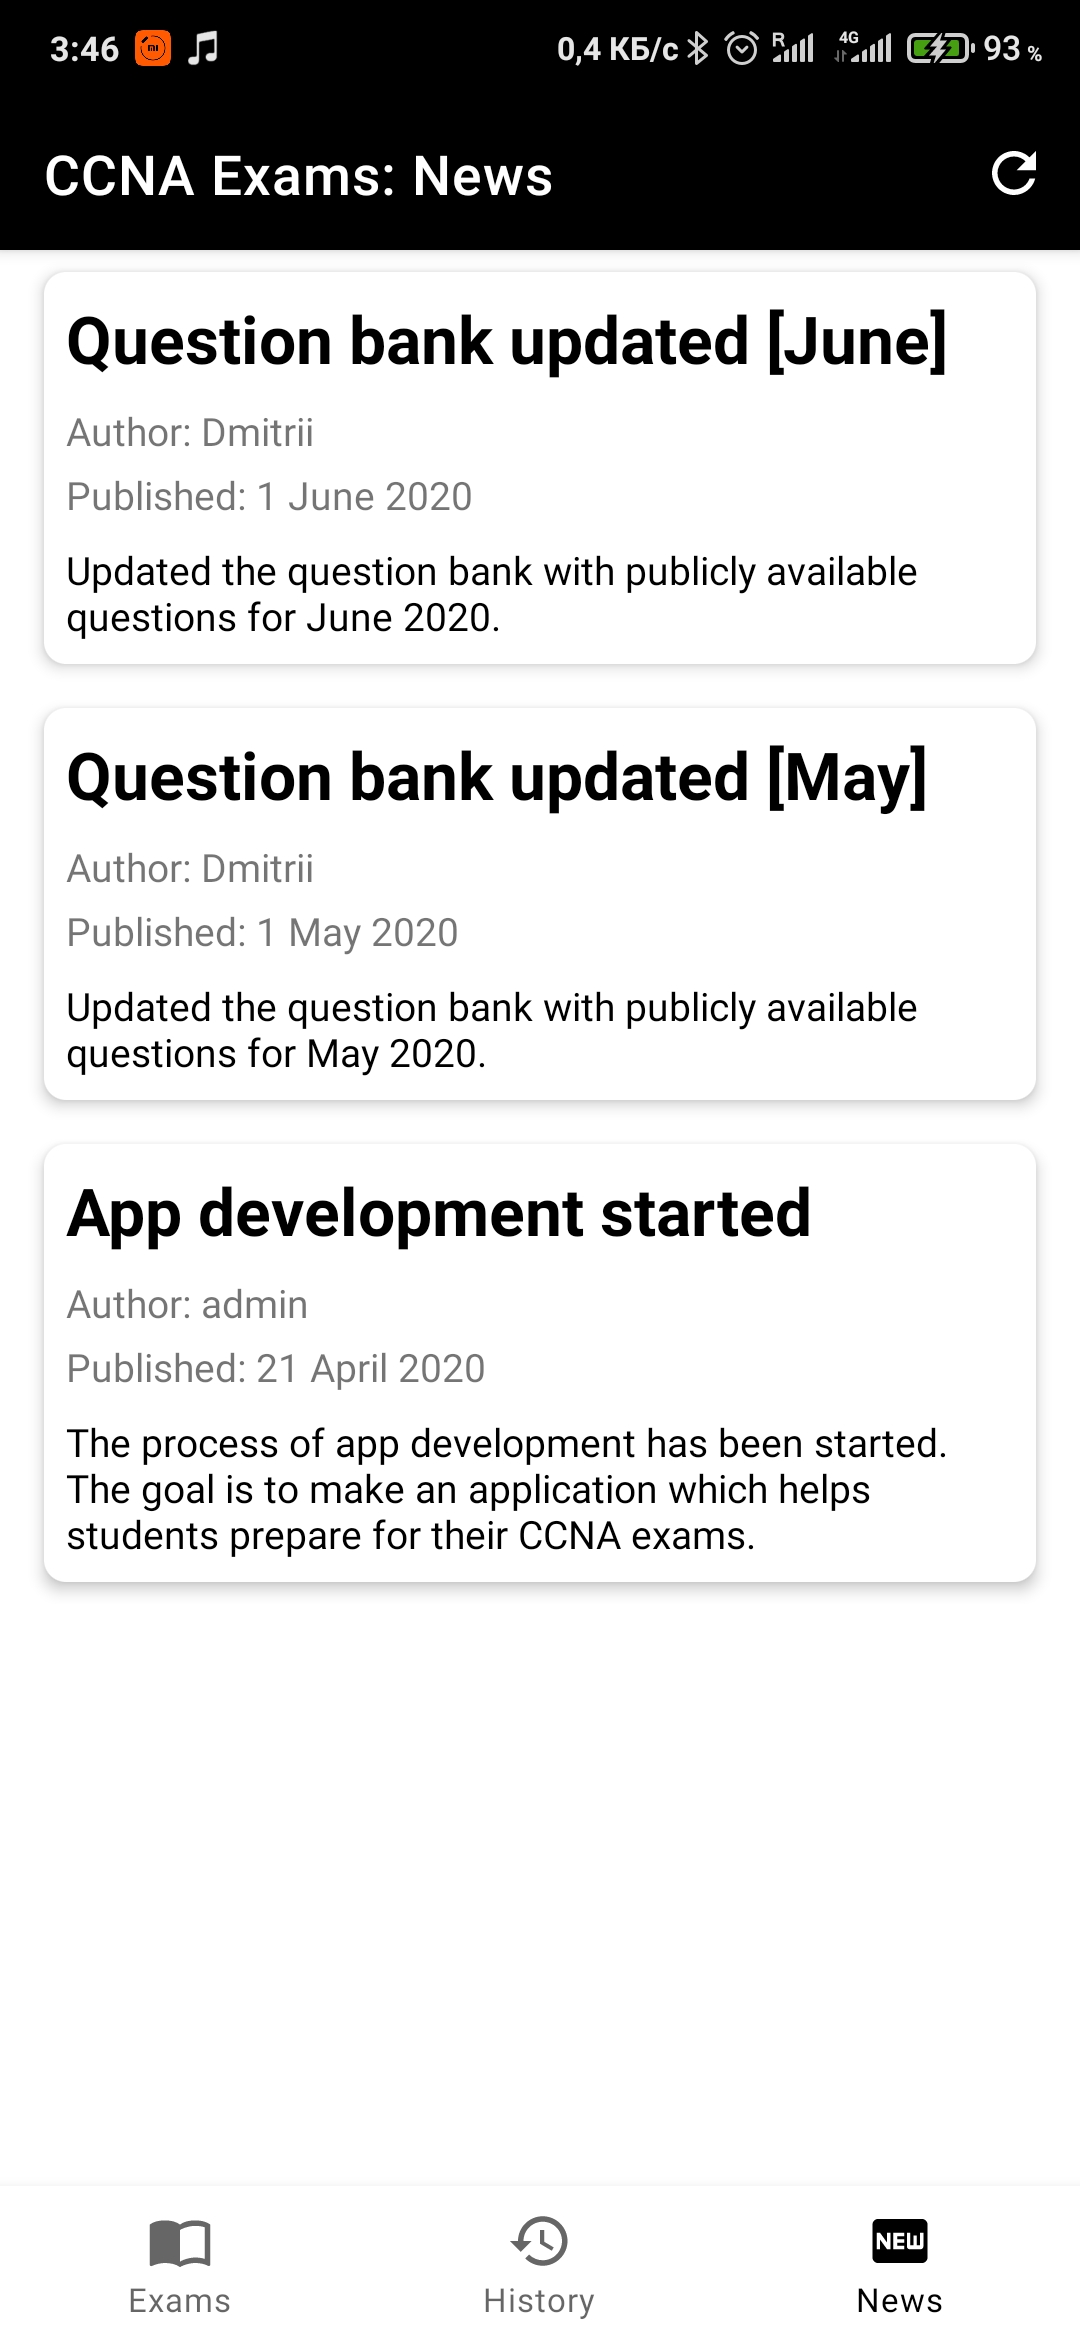 3:46 0,4 КБ/с R 4G 93 %
CCNA Exams: News
Question bank updated [June]
Author: Dmitrii
Published: 1 June 2020
Updated the question bank with publicly available
questions for June 2020.
Question bank updated [May]
Author: Dmitrii
Published: 1 May 2020
Updated the question bank with publicly available
questions for May 2020.
App development started
Author: admin
Published: 21 April 2020
The process of app development has been started.
The goal is to make an application which helps
students prepare for their CCNA exams.
NEW
Exams History News